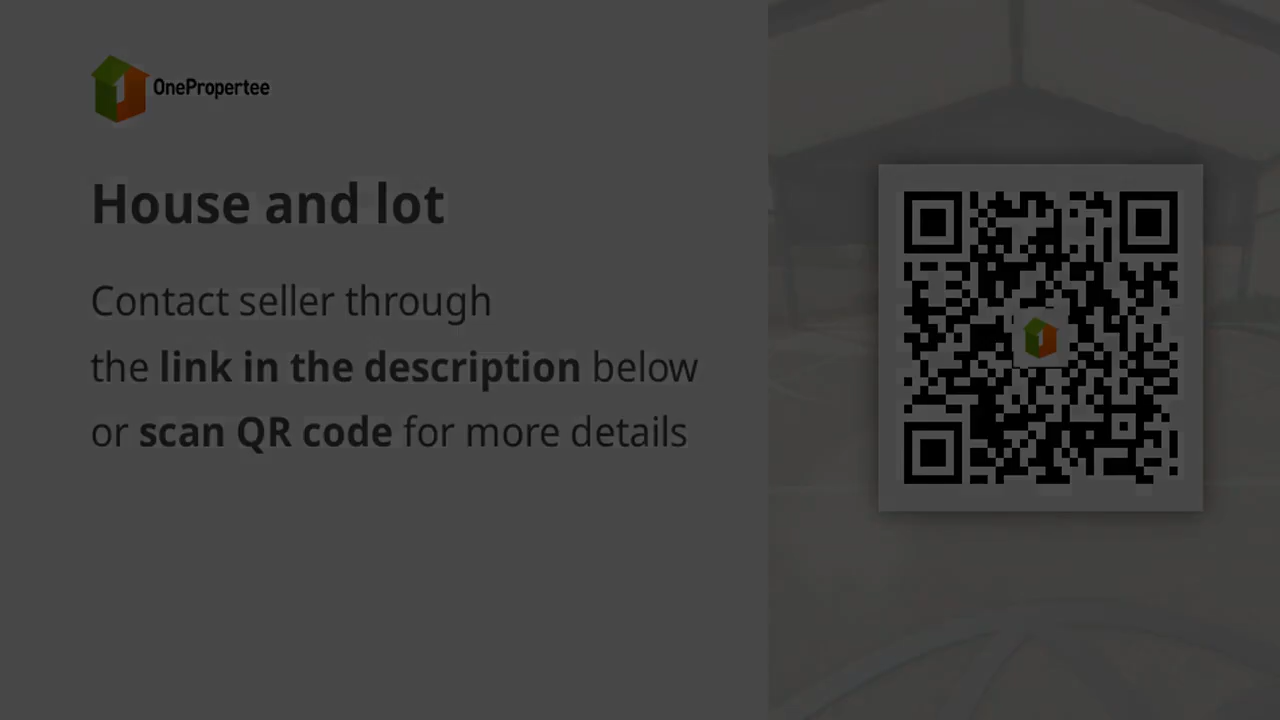 OnePropertee
House and lot
Contact seller through
the link in the description below
or scan QR code for more details